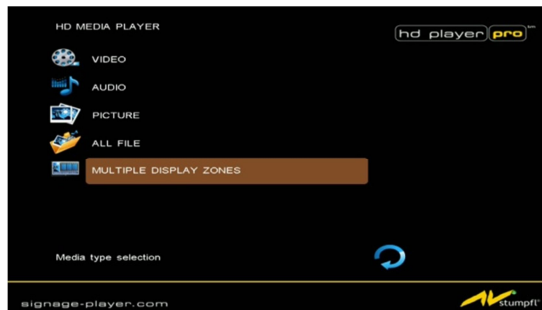 HD MEDIA PLAYER
hd player pro
VIDEO
AUDIO
PICTURE
ALL FILE
MULTIPLE DISPLAY ZONES
Media type selection
signage-player.com
AV stumpfl